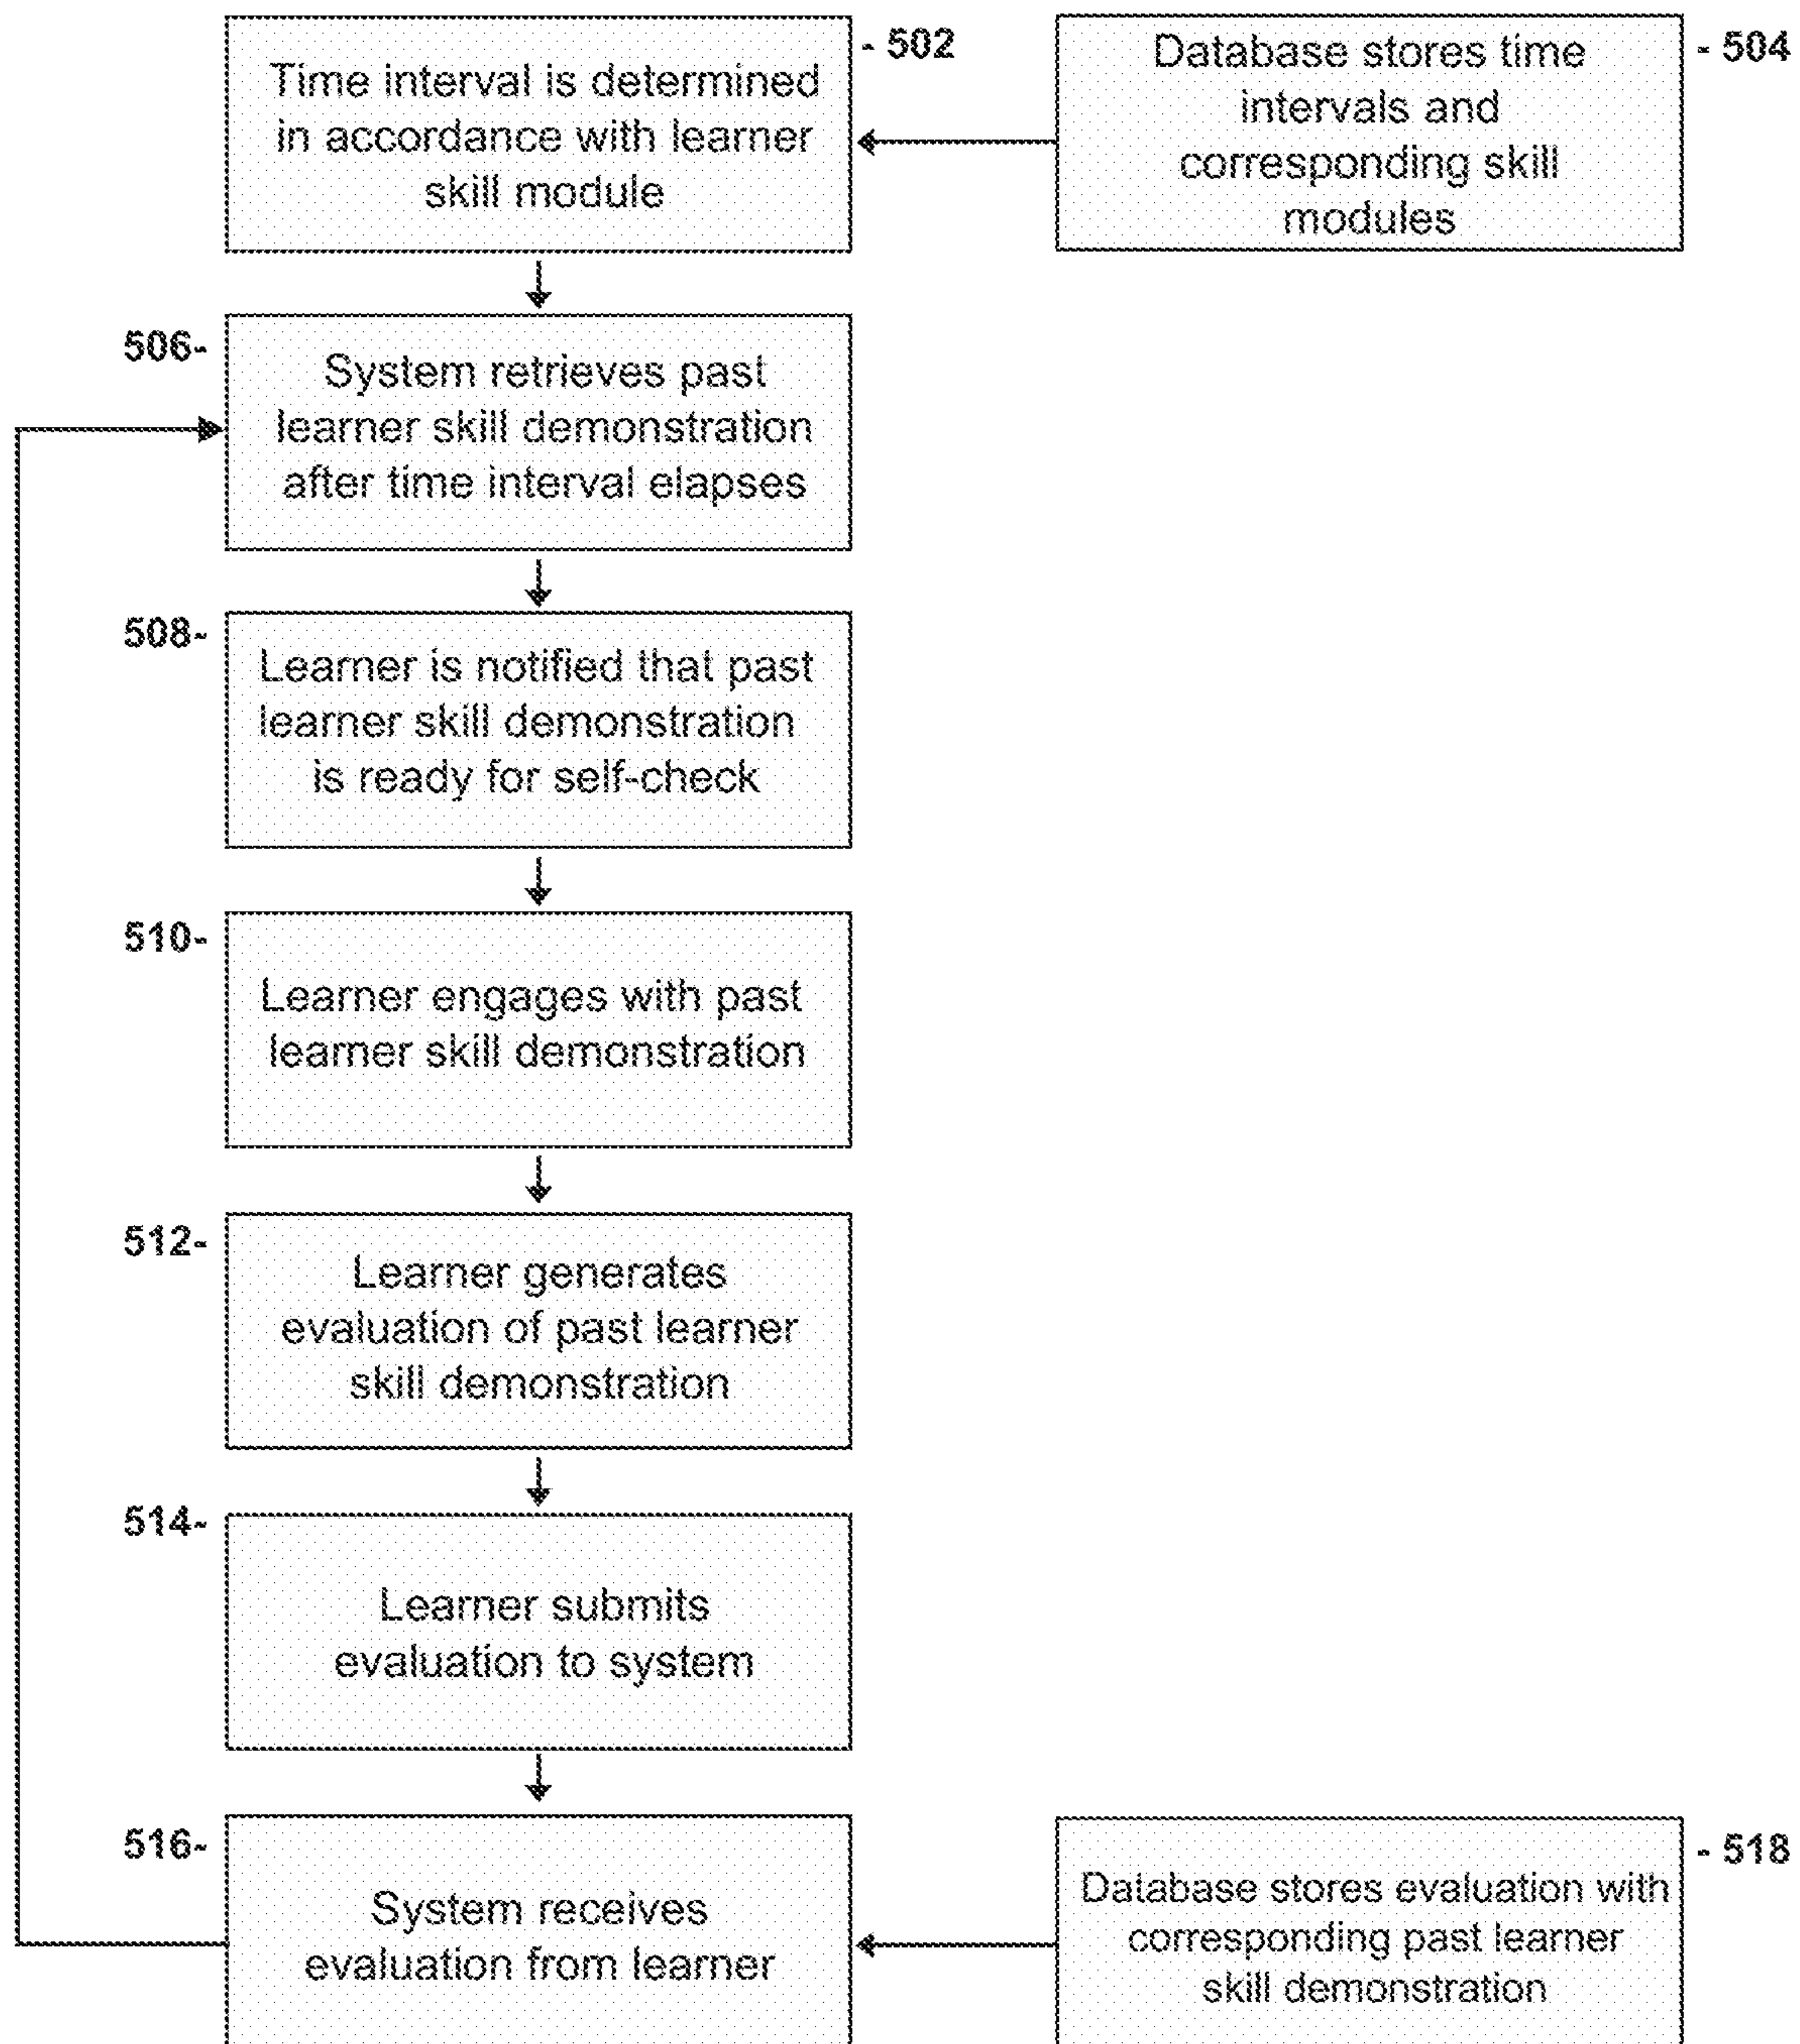 Time interval is determined
in accordance with learner
skill module
- 502
Database stores time
intervals and
corresponding skill
modules
- 504
506-
System retrieves past
learner skill demonstration
after time interval elapses
508-
Learner is notified that past
learner skill demonstration
is ready for self-check
510-
Learner engages with past
learner skill demonstration
512-
Learner generates
evaluation of past learner
skill demonstration
514-
Learner submits
evaluation to system
516-
System receives
evaluation from learner
Database stores evaluation with
corresponding past learner
skill demonstration
- 518